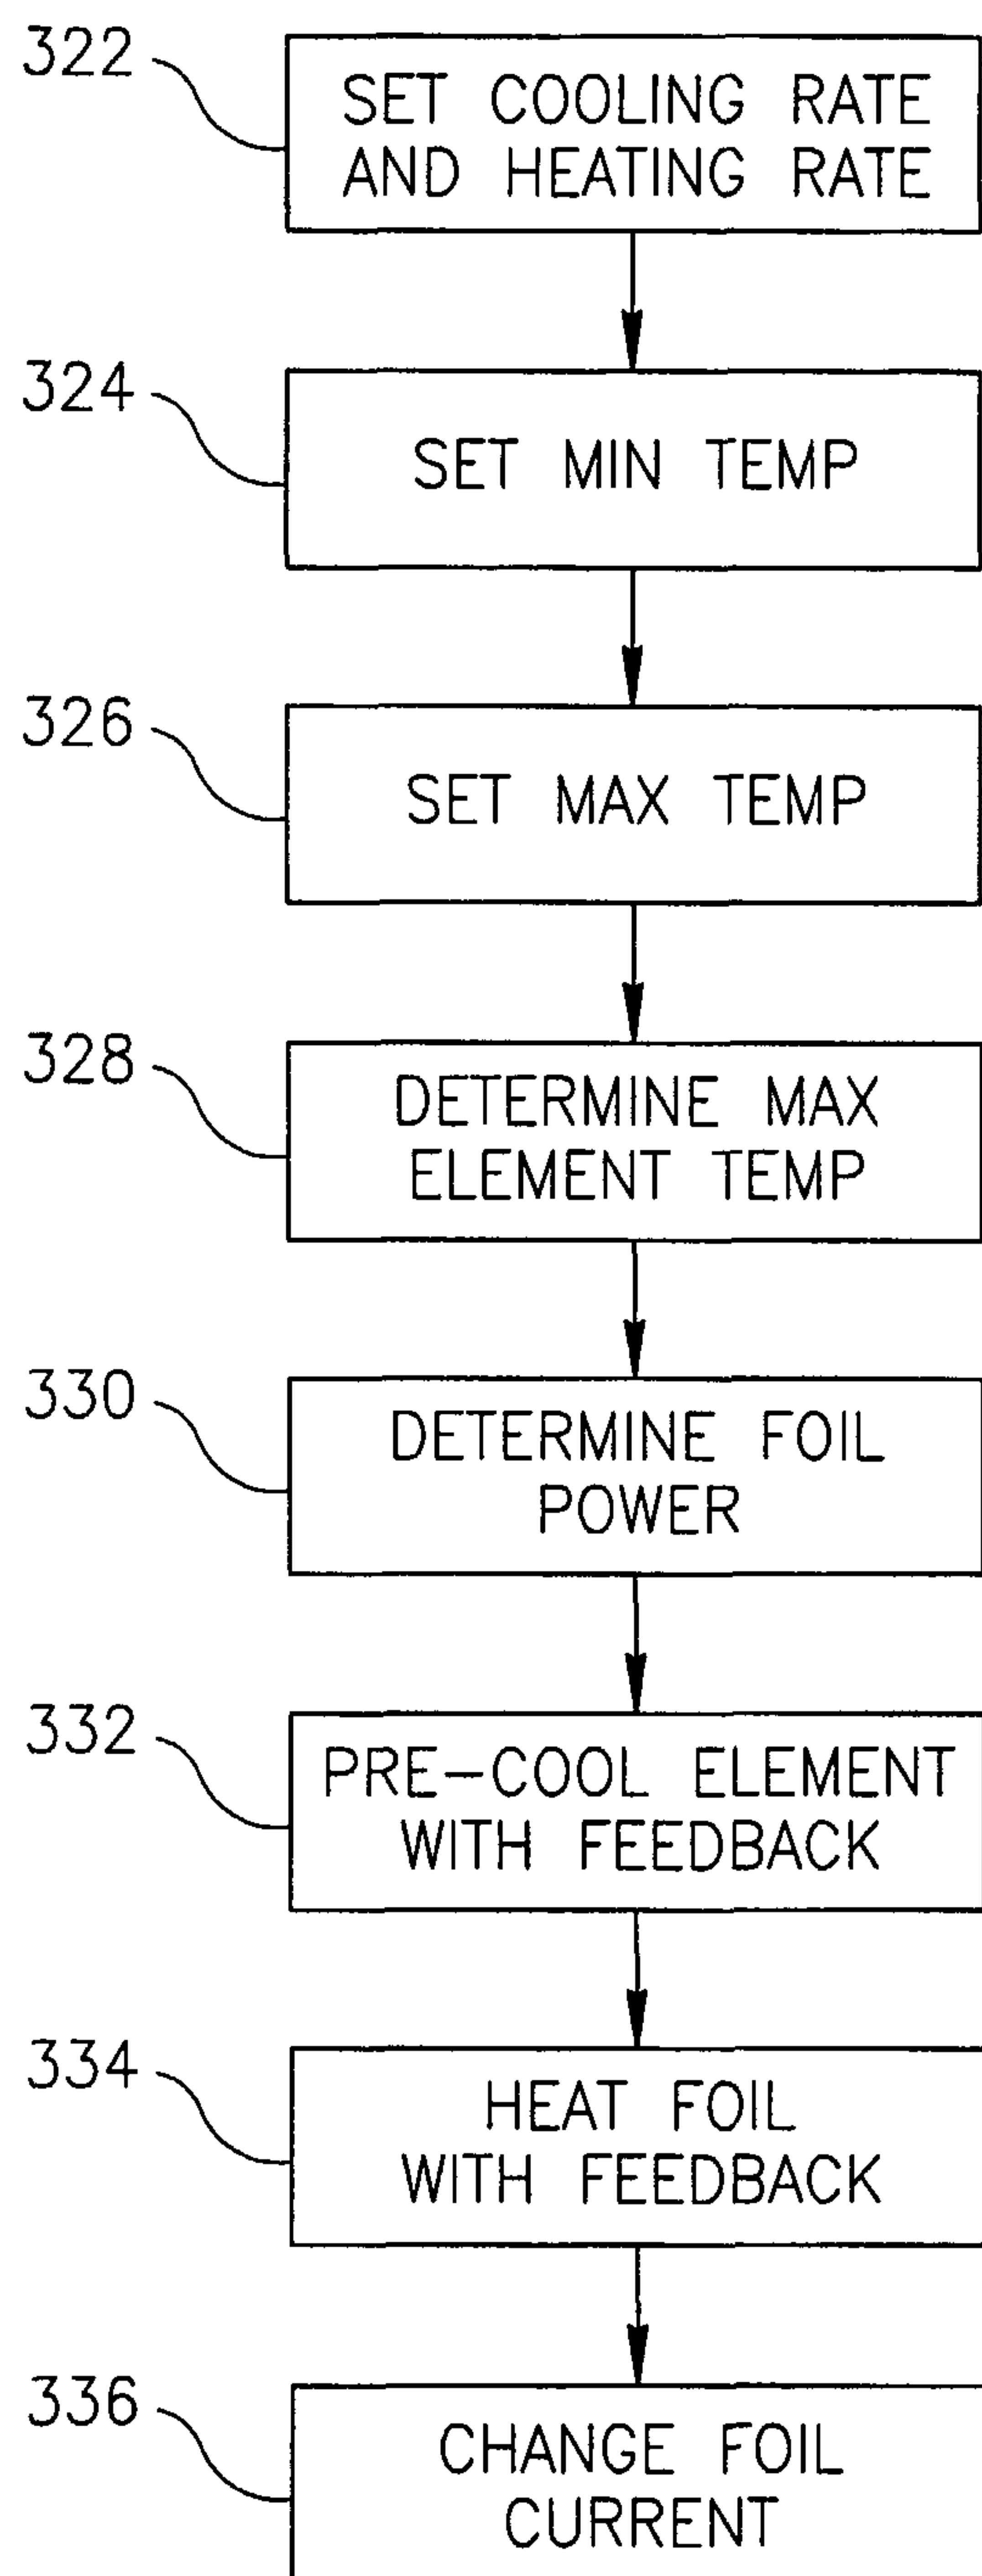 322
SET COOLING RATE
AND HEATING RATE
324
SET MIN TEMP
326
SET MAX TEMP
328
DETERMINE MAX
ELEMENT TEMP
330
DETERMINE FOIL
POWER
332
PRE-COOL ELEMENT
WITH FEEDBACK
334
HEAT FOIL
WITH FEEDBACK
336
CHANGE FOIL
CURRENT